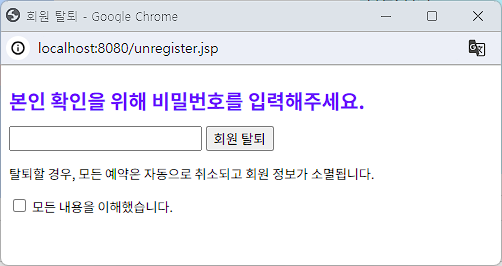 회원 탈퇴 - Google Chrome
localhost:8080/unregister.jsp
본인 확인을 위해 비밀번호를 입력해주세요.
회원 탈퇴
탈퇴할 경우, 모든 예약은 자동으로 취소되고 회원 정보가 소멸됩니다.
모든 내용을 이해했습니다.